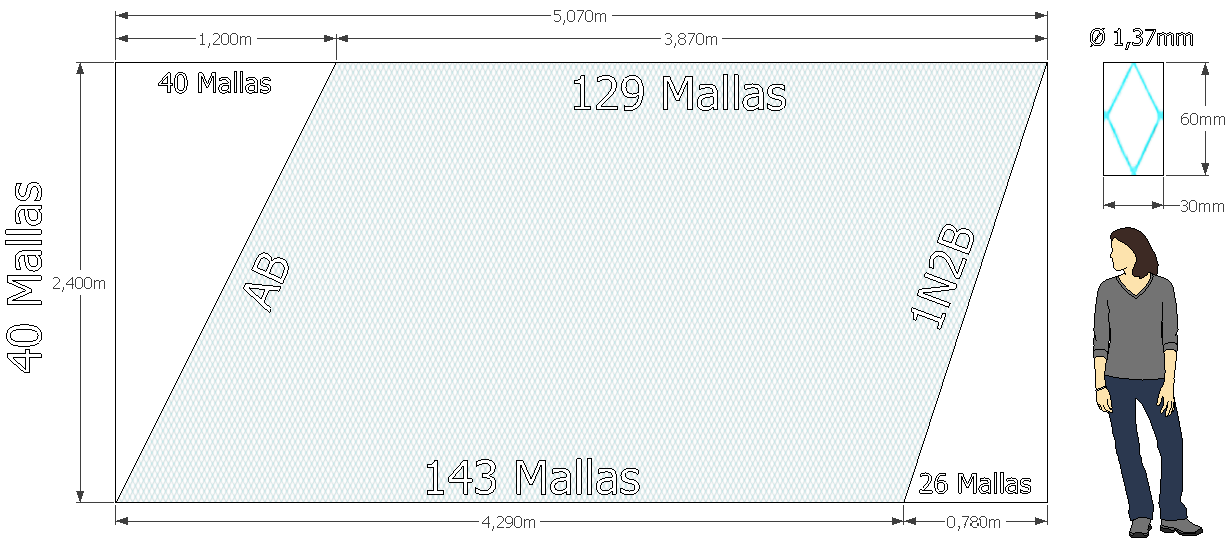 5,070m
1,200m
3,870m
Ø 1,37mm
40 Mallas
129 Mallas
60mm
30mm
40 Mallas
2,400m
AB
1N2B
143 Mallas
26 Mallas
4,290m
0,780m